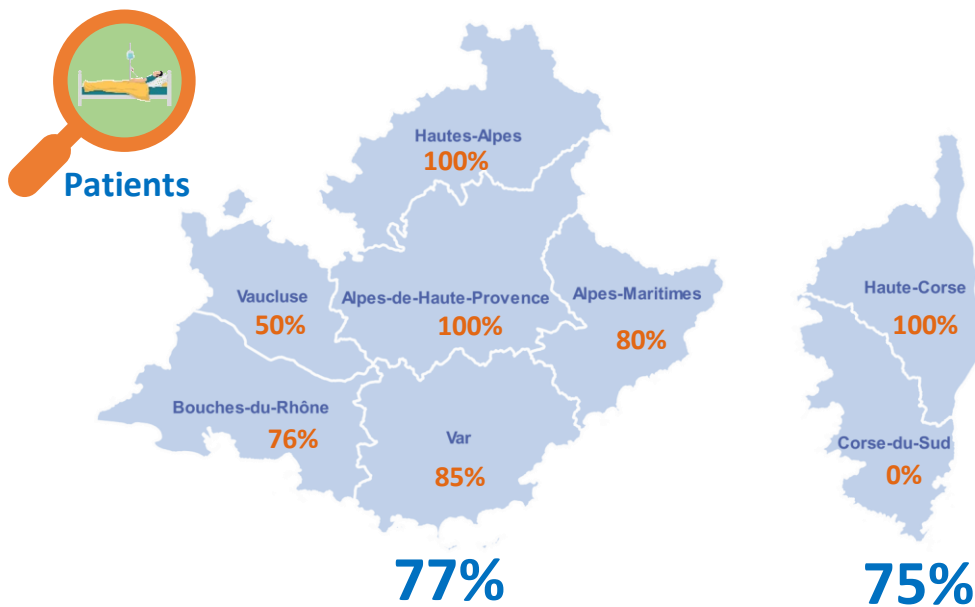 Patients
Hautes-Alpes
100%
Vaucluse
50%
Alpes-de-Haute-Provence
100%
Alpes-Maritimes
80%
Bouches-du-Rhône
76%
Var
85%
77%
Haute-Corse
100%
Corse-du-Sud
0%
75%